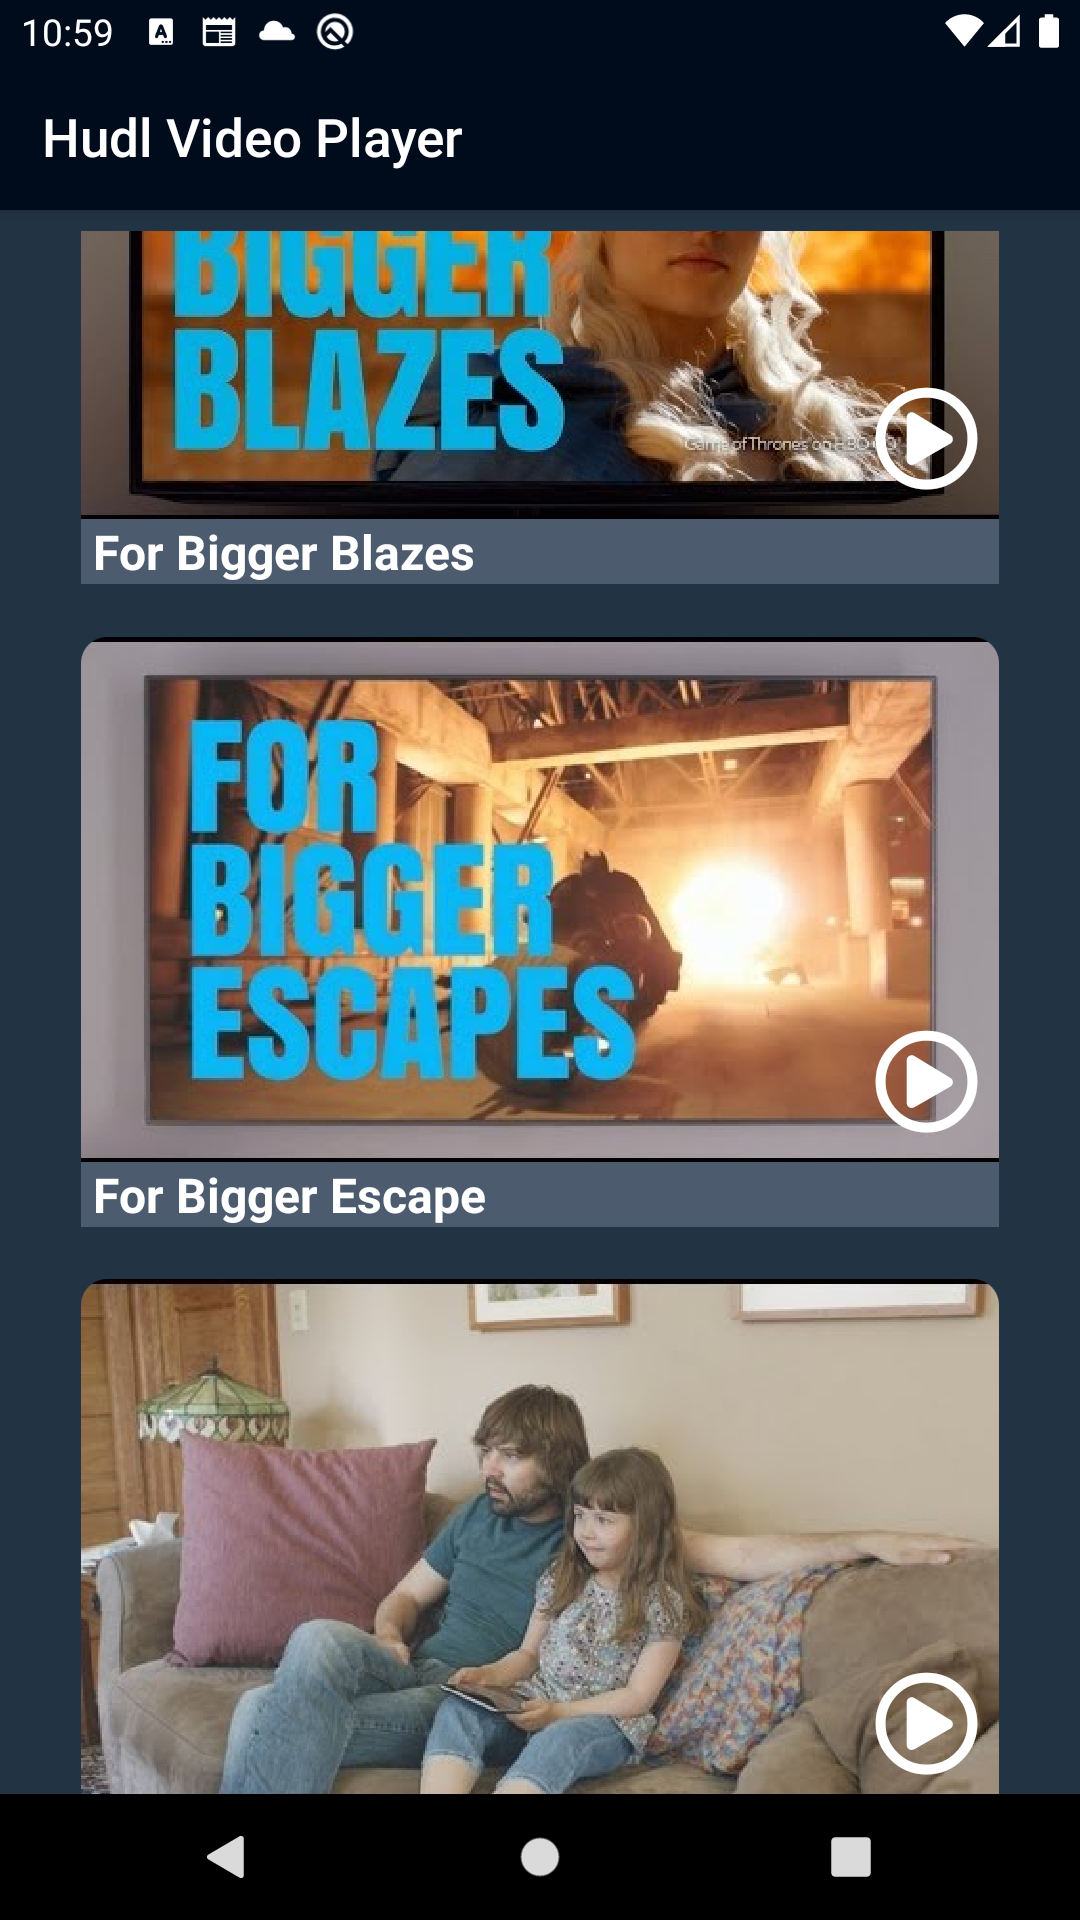 10:59
Hudl Video Player
BIGGER
BLAZES
Game of Thrones on HBO GO
For Bigger Blazes
FOR
BIGGER
ESCAPES
For Bigger Escape